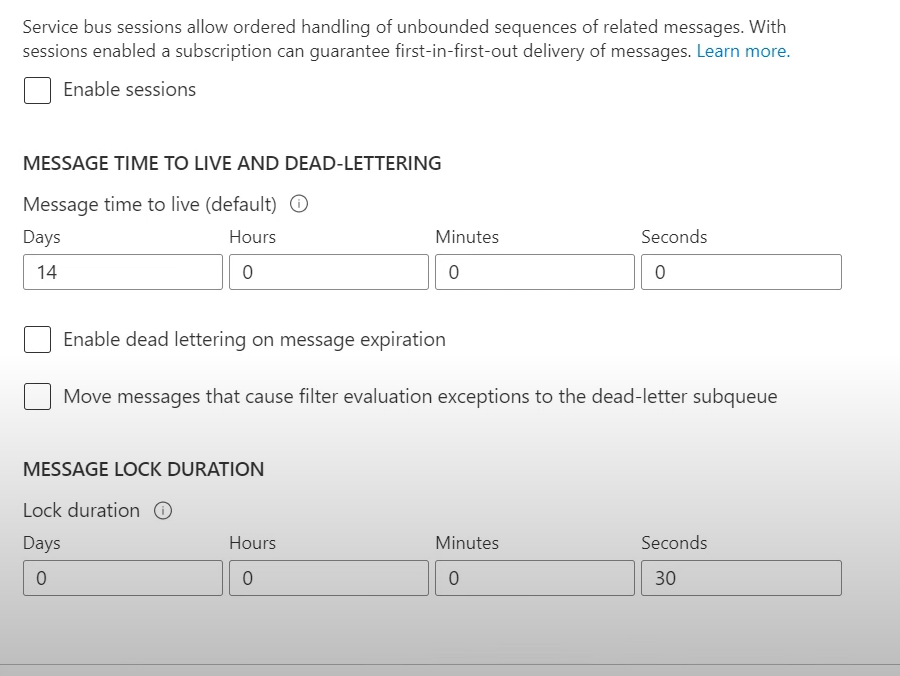 Service bus sessions allow ordered handling of unbounded sequences of related messages. With
sessions enabled a subscription can guarantee first-in-first-out delivery of messages. Learn more.
Enable sessions
MESSAGE TIME TO LIVE AND DEAD-LETTERING
Message time to live (default)
Days Hours Minutes Seconds
14 0 0 0
Enable dead lettering on message expiration
Move messages that cause filter evaluation exceptions to the dead-letter subqueue
MESSAGE LOCK DURATION
Lock duration
Days Hours Minutes Seconds
0 0 0 30